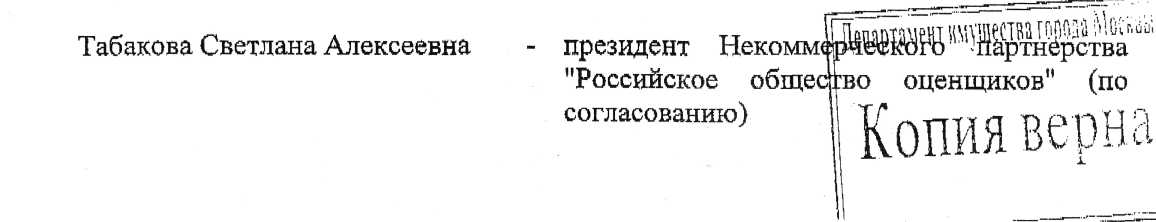 Табакова Светлана Алексеевна - президент Некоммерческого партнерства
"Российское общество оценщиков" (по
согласованию)
Департамент имущества города Москвы
Копия верна